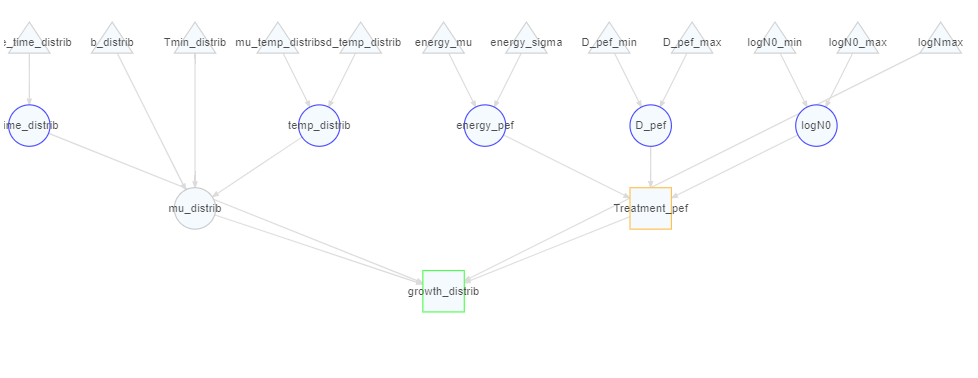 e_time_distrib b_distrib Tmin_distrib mu_temp_distrib sd_temp_distrib energy_mu energy_sigma D_pef_min D_pef_max logN0_min logN0_max logNmax
ime_distrib temp_distrib energy_pef D_pef logN0
mu_distrib Treatment_pef
growth_distrib